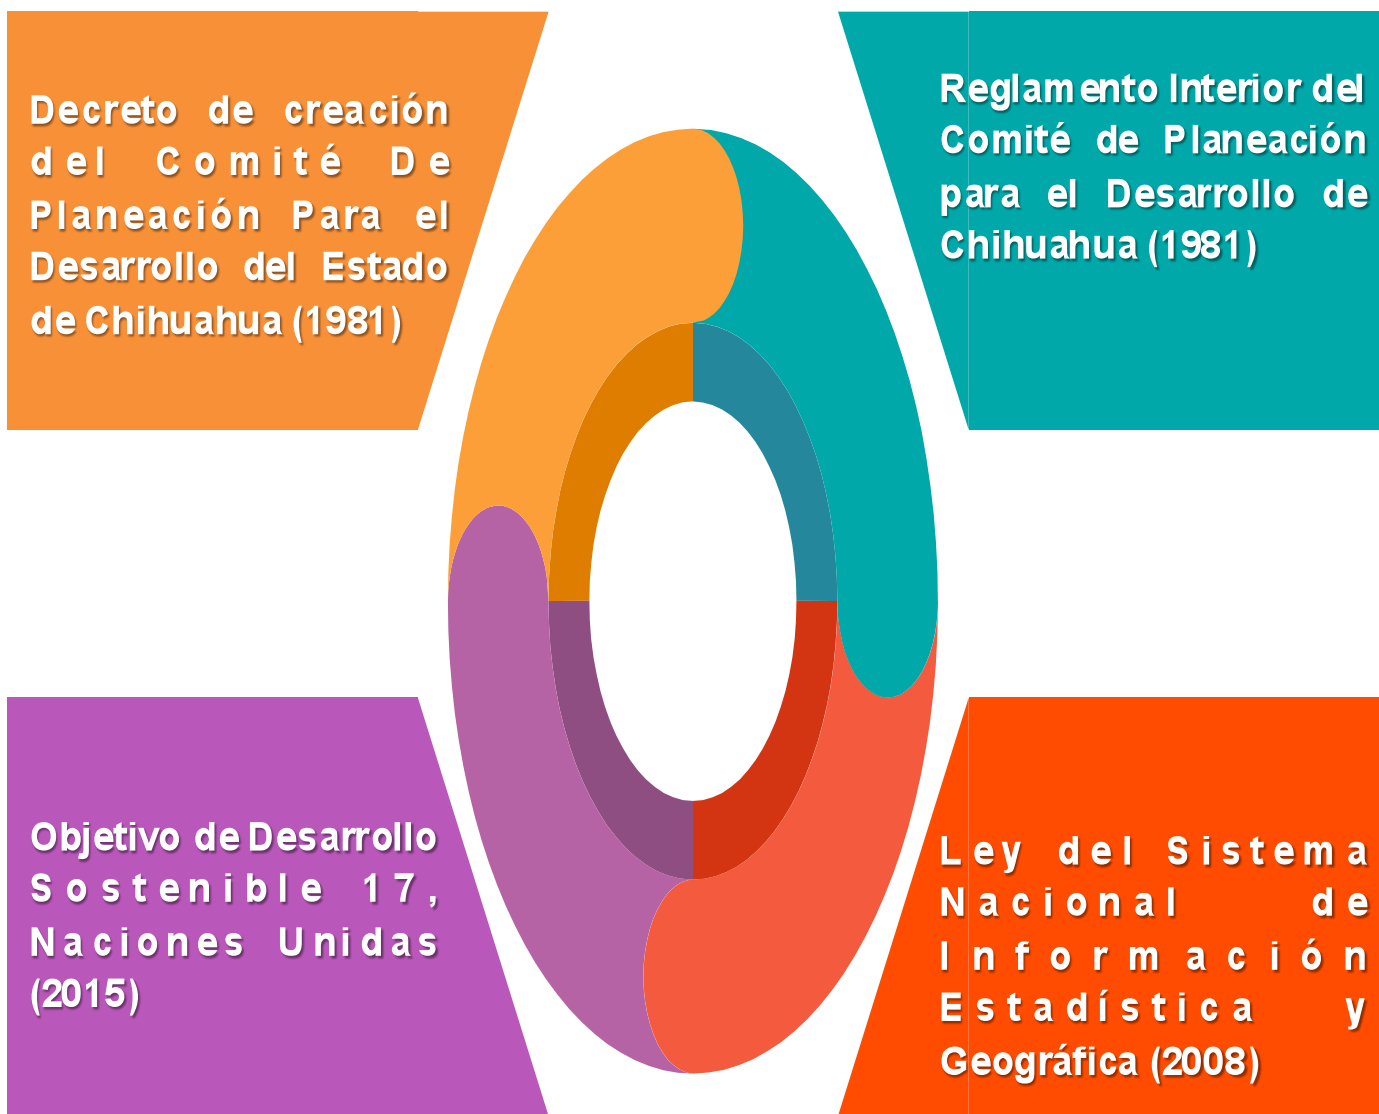 Decreto de creación
del Comité De
Planeación Para el
Desarrollo del Estado
de Chihuahua (1981)
Reglamento Interior del
Comité de Planeación
para el Desarrollo de
Chihuahua (1981)
Objetivo de Desarrollo
Sostenible 17,
Naciones Unidas
(2015)
Ley del Sistema
Nacional de
Información
Estadística y
Geográfica (2008)